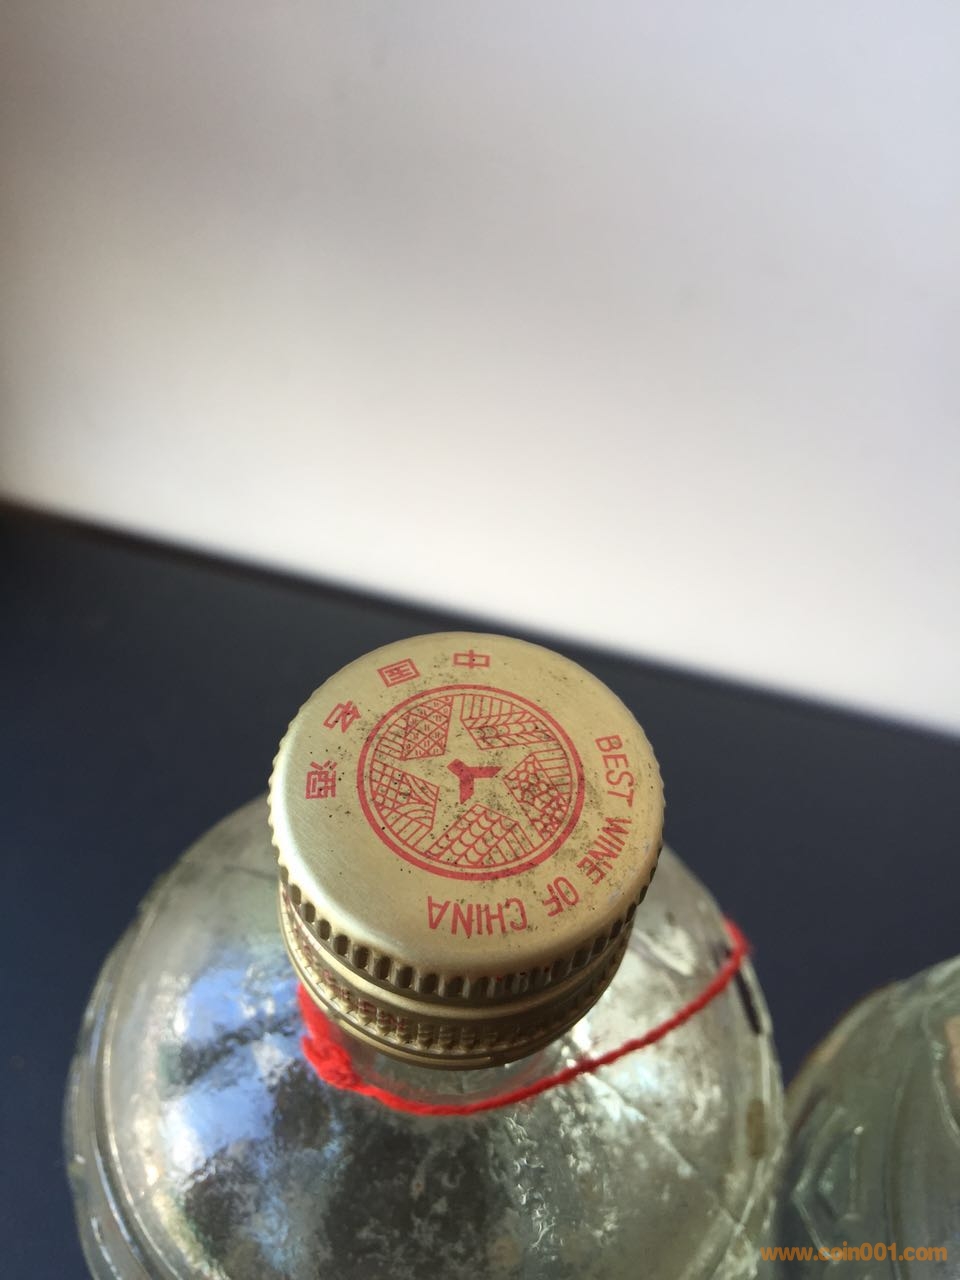 中国名酒
BEST WINE OF CHINA
www.coin001.com